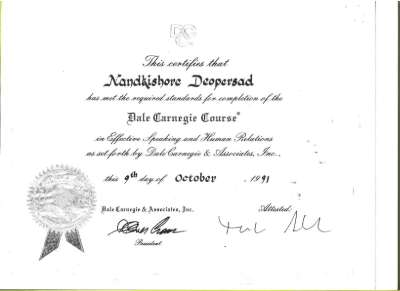 This certifies that
Nandkishore Deopersad
has met the required standards for completion of the
Dale Carnegie Course®
in Effective Speaking and Human Relations
as set forth by Dale Carnegie & Associates, Inc.,
this 9th day of October , 1991
Dale Carnegie & Associates, Inc. Attested:
President